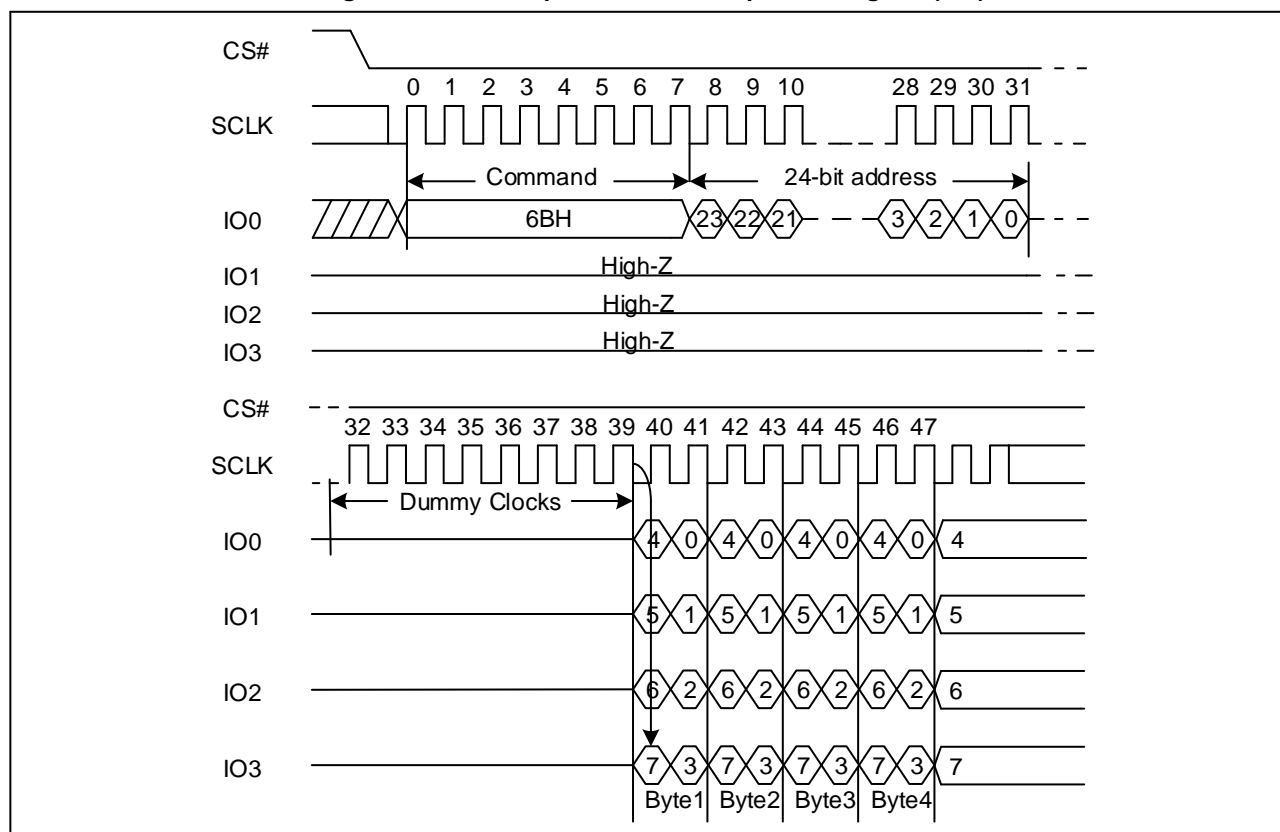 CS#
0 1 2 3 4 5 6 7 8 9 10 28 29 30 31
SCLK
Command 24-bit address
IO0 6BH 23 22 21 3 2 1 0
IO1 High-Z
IO2 High-Z
IO3 High-Z
CS#
32 33 34 35 36 37 38 39 40 41 42 43 44 45 46 47
SCLK
Dummy Clocks
IO0 4 0 4 0 4 0 4 0 4
IO1 5 1 5 1 5 1 5 1 5
IO2 6 2 6 2 6 2 6 2 6
IO3 7 3 7 3 7 3 7 3 7
Byte1 Byte2 Byte3 Byte4